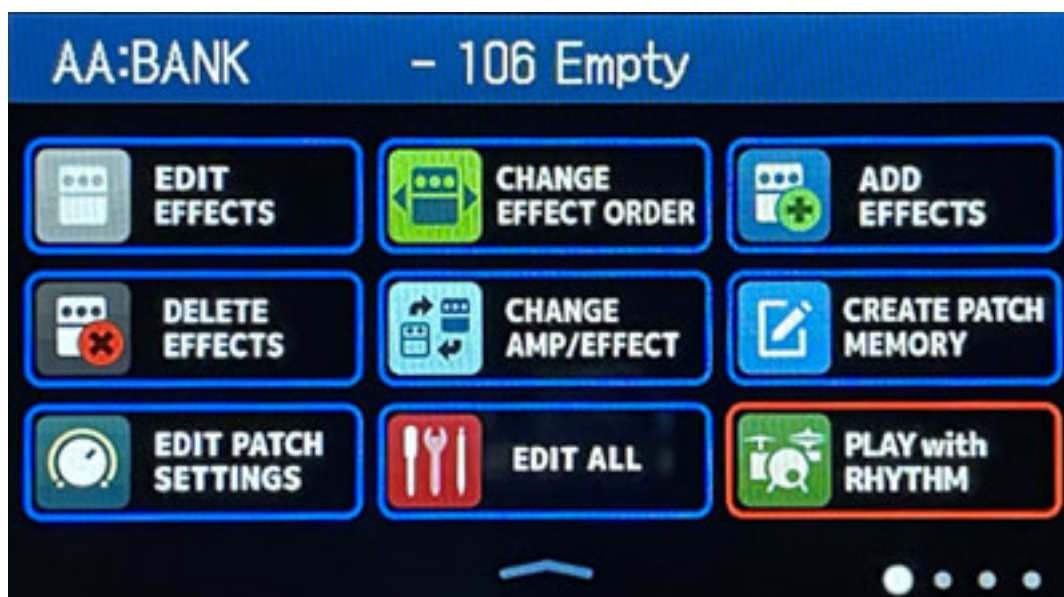 AA:BANK - 106 Empty
EDIT
EFFECTS
CHANGE
EFFECT ORDER
ADD
EFFECTS
DELETE
EFFECTS
CHANGE
AMP/EFFECT
CREATE PATCH
MEMORY
EDIT PATCH
SETTINGS
EDIT ALL
PLAY with
RHYTHM